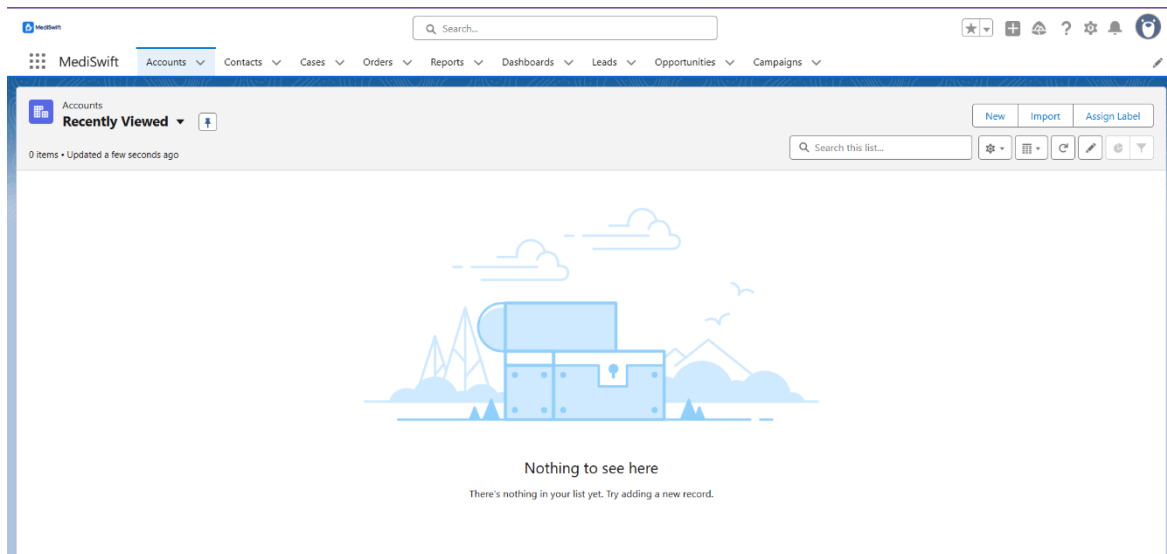 MediSwift
Search...
MediSwift Accounts Contacts Cases Orders Reports Dashboards Leads Opportunities Campaigns
Accounts
Recently Viewed
New Import Assign Label
0 items • Updated a few seconds ago
Search this list...
Nothing to see here
There's nothing in your list yet. Try adding a new record.